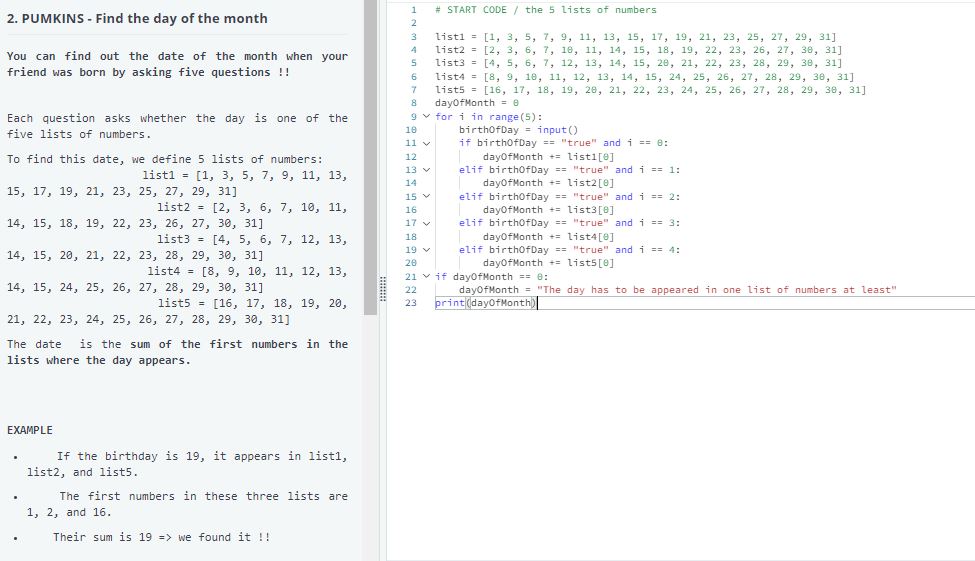 2. PUMKINS - Find the day of the month
You can find out the date of the month when your
friend was born by asking five questions !!
Each question asks whether the day is one of the
five lists of numbers.
To find this date, we define 5 lists of numbers:
list1 = [1, 3, 5, 7, 9, 11, 13,
15, 17, 19, 21, 23, 25, 27, 29, 31]
list2 = [2, 3, 6, 7, 10, 11,
14, 15, 18, 19, 22, 23, 26, 27, 30, 31]
list3 = [4, 5, 6, 7, 12, 13,
14, 15, 20, 21, 22, 23, 28, 29, 30, 31]
list4 = [8, 9, 10, 11, 12, 13,
14, 15, 24, 25, 26, 27, 28, 29, 30, 31]
list5 = [16, 17, 18, 19, 20,
21, 22, 23, 24, 25, 26, 27, 28, 29, 30, 31]
The date is the sum of the first numbers in the
lists where the day appears.
EXAMPLE
• If the birthday is 19, it appears in list1,
list2, and list5.
• The first numbers in these three lists are
1, 2, and 16.
• Their sum is 19 => we found it !!
1 # START CODE / the 5 lists of numbers
2
3 list1 = [1, 3, 5, 7, 9, 11, 13, 15, 17, 19, 21, 23, 25, 27, 29, 31]
4 list2 = [2, 3, 6, 7, 10, 11, 14, 15, 18, 19, 22, 23, 26, 27, 30, 31]
5 list3 = [4, 5, 6, 7, 12, 13, 14, 15, 20, 21, 22, 23, 28, 29, 30, 31]
6 list4 = [8, 9, 10, 11, 12, 13, 14, 15, 24, 25, 26, 27, 28, 29, 30, 31]
7 list5 = [16, 17, 18, 19, 20, 21, 22, 23, 24, 25, 26, 27, 28, 29, 30, 31]
8 dayOfMonth = 0
9 for i in range(5):
10 birthOfDay = input()
11 if birthOfDay == "true" and i == 0:
12 dayOfMonth += list1[0]
13 elif birthOfDay == "true" and i == 1:
14 dayOfMonth += list2[0]
15 elif birthOfDay == "true" and i == 2:
16 dayOfMonth += list3[0]
17 elif birthOfDay == "true" and i == 3:
18 dayOfMonth += list4[0]
19 elif birthOfDay == "true" and i == 4:
20 dayOfMonth += list5[0]
21 if dayOfMonth == 0:
22 dayOfMonth = "The day has to be appeared in one list of numbers at least"
23 print(dayOfMonth)